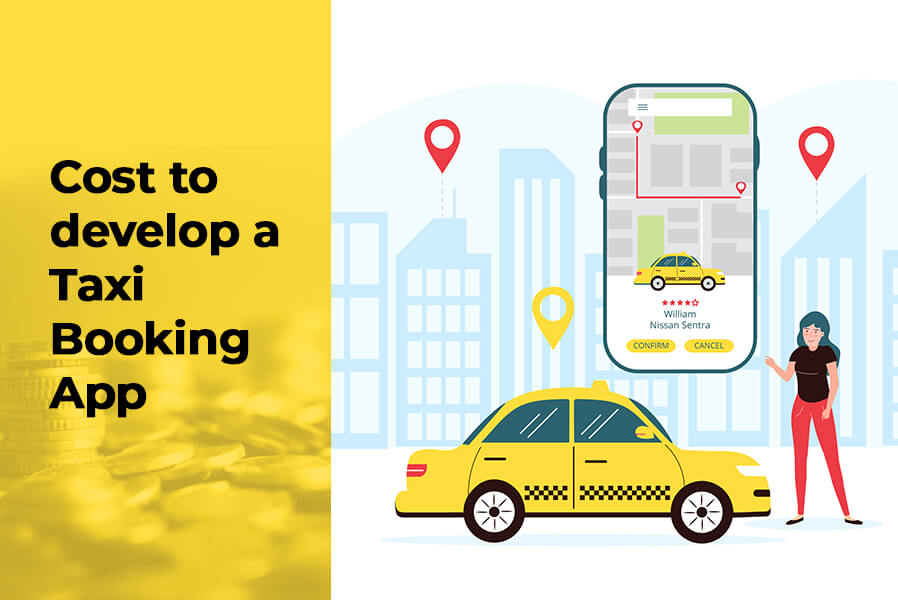 Cost to
develop a
Taxi
Booking
App
William
Nissan Sentra
CONFIRM CANCEL